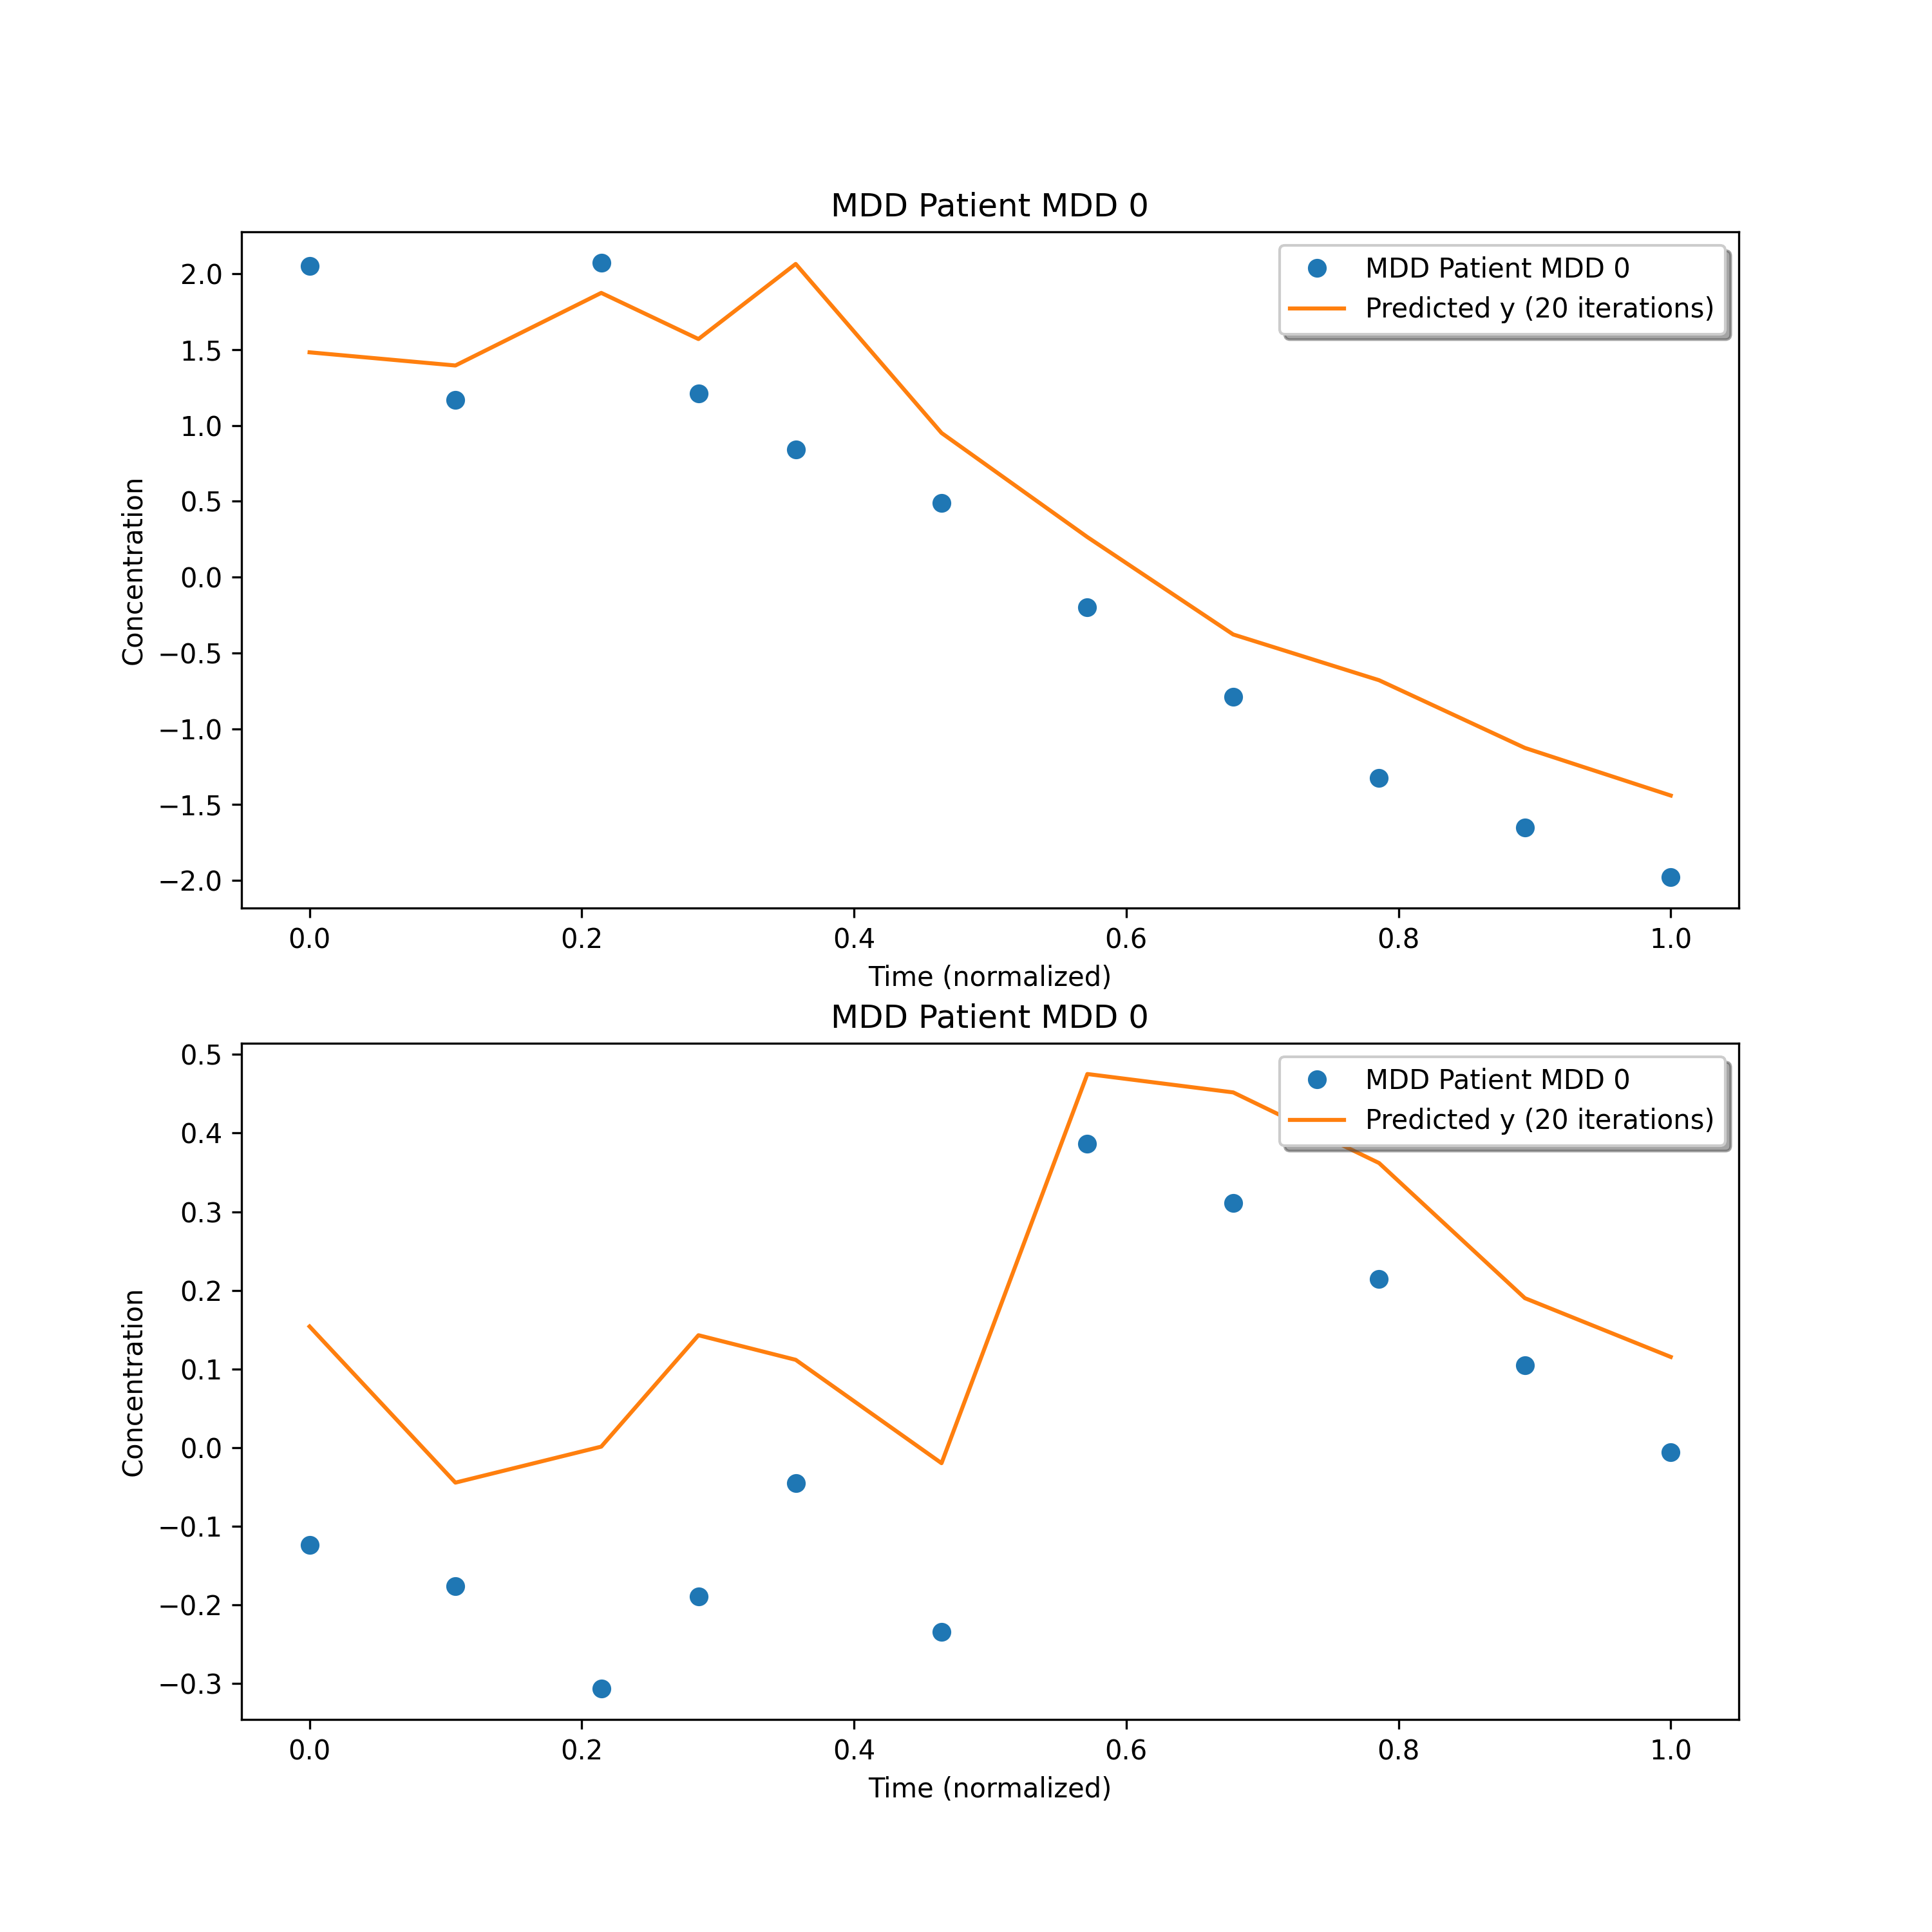 MDD Patient MDD 0
MDD Patient MDD 0
Predicted y (20 iterations)
2.0
1.5
1.0
0.5
0.0
−0.5
−1.0
−1.5
−2.0
Concentration
0.0 0.2 0.4 0.6 0.8 1.0
Time (normalized)
MDD Patient MDD 0
MDD Patient MDD 0
Predicted y (20 iterations)
0.5
0.4
0.3
0.2
0.1
0.0
−0.1
−0.2
−0.3
Concentration
0.0 0.2 0.4 0.6 0.8 1.0
Time (normalized)